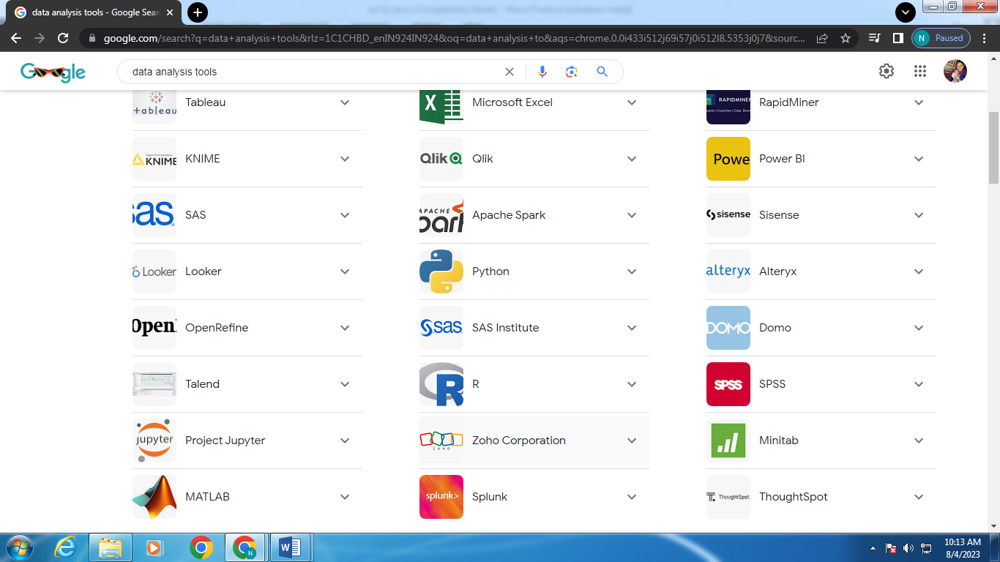 data analysis tools - Google Sear
google.com/search?q=data+analysis+tools&rlz=1C1CHBD_enIN924IN924&oq=data+analysis+to&aqs=chrome.0.0i433i512j69i57j0i512l8.5353j0j7&sourc...
N Paused
Google
data analysis tools
+ableau
Tableau
X
Microsoft Excel
RAPIDMINER
RapidMiner
KNIME
KNIME
Qlik
Qlik
Powe
Power BI
sas
SAS
APACHE
park
Apache Spark
sisense
Sisense
Looker
Looker
Python
alteryx
Alteryx
OpenR
OpenRefine
sas
SAS Institute
DOMO
Domo
Talend
R
R
SPSS
SPSS
jupyter
Project Jupyter
ZOHO
Zoho Corporation
Minitab
MATLAB
splunk>
Splunk
ThoughtSpot.
ThoughtSpot
N
W
10:13 AM
8/4/2023